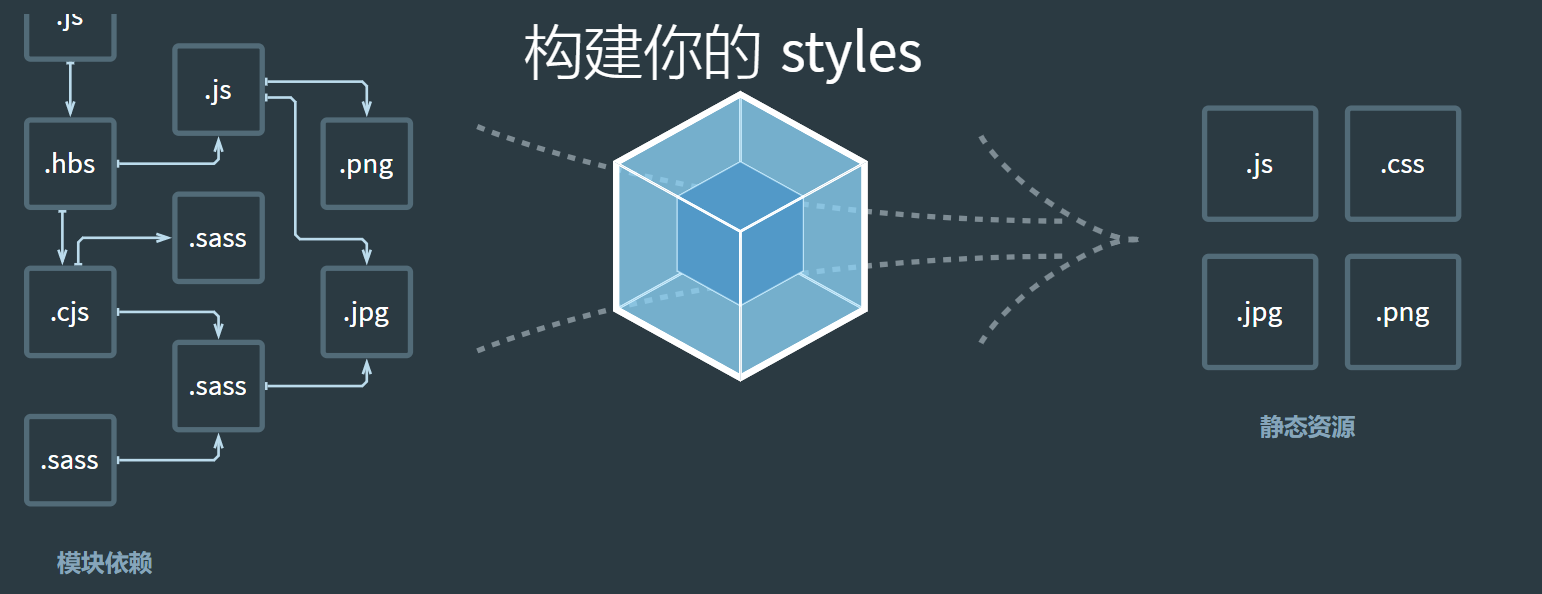 构建你的 styles
.js
.js
.hbs
.png
.sass
.cjs
.jpg
.sass
.sass
模块依赖
.js
.css
.jpg
.png
静态资源